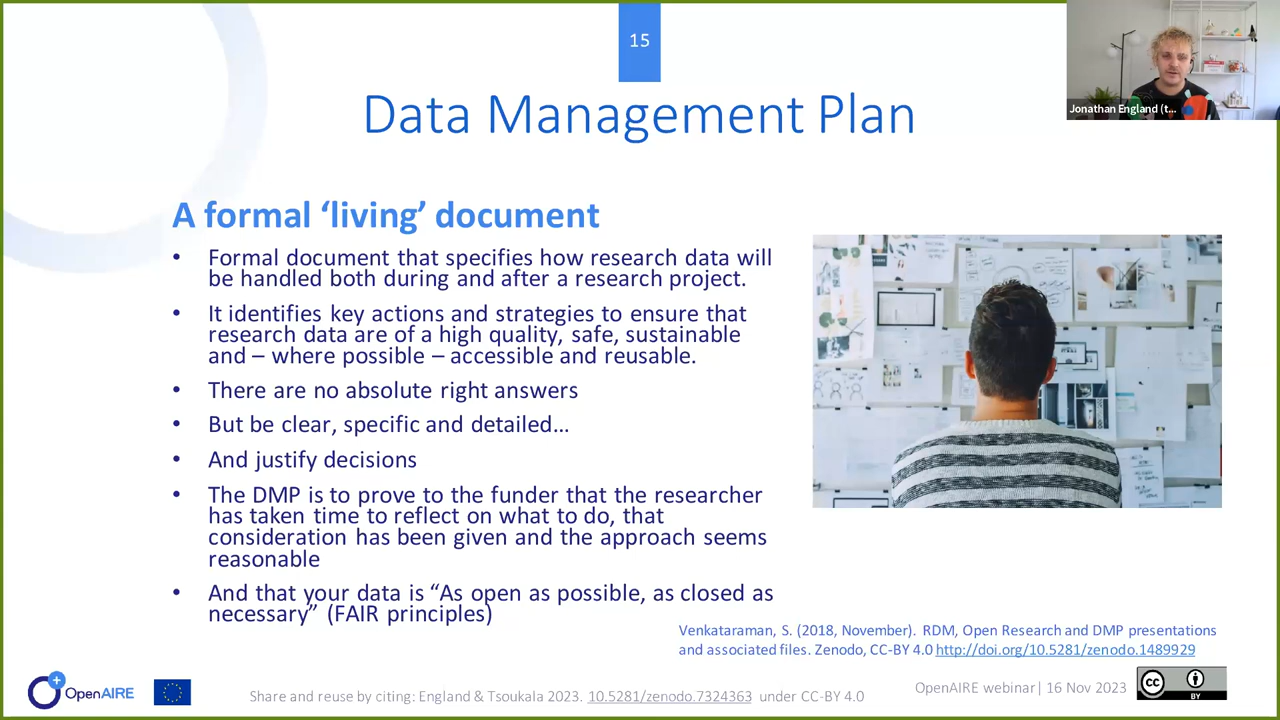 15
Jonathan England (t...
Data Management Plan
A formal ‘living’ document
• Formal document that specifies how research data will
be handled both during and after a research project.
• It identifies key actions and strategies to ensure that
research data are of a high quality, safe, sustainable
and – where possible – accessible and reusable.
• There are no absolute right answers
• But be clear, specific and detailed…
• And justify decisions
• The DMP is to prove to the funder that the researcher
has taken time to reflect on what to do, that
consideration has been given and the approach seems
reasonable
• And that your data is “As open as possible, as closed as
necessary” (FAIR principles)
Venkataraman, S. (2018, November). RDM, Open Research and DMP presentations
and associated files. Zenodo, CC-BY 4.0 http://doi.org/10.5281/zenodo.1489929
OpenAIRE
Share and reuse by citing: England & Tsoukala 2023. 10.5281/zenodo.7324363 under CC-BY 4.0
OpenAIRE webinar| 16 Nov 2023
cc
BY